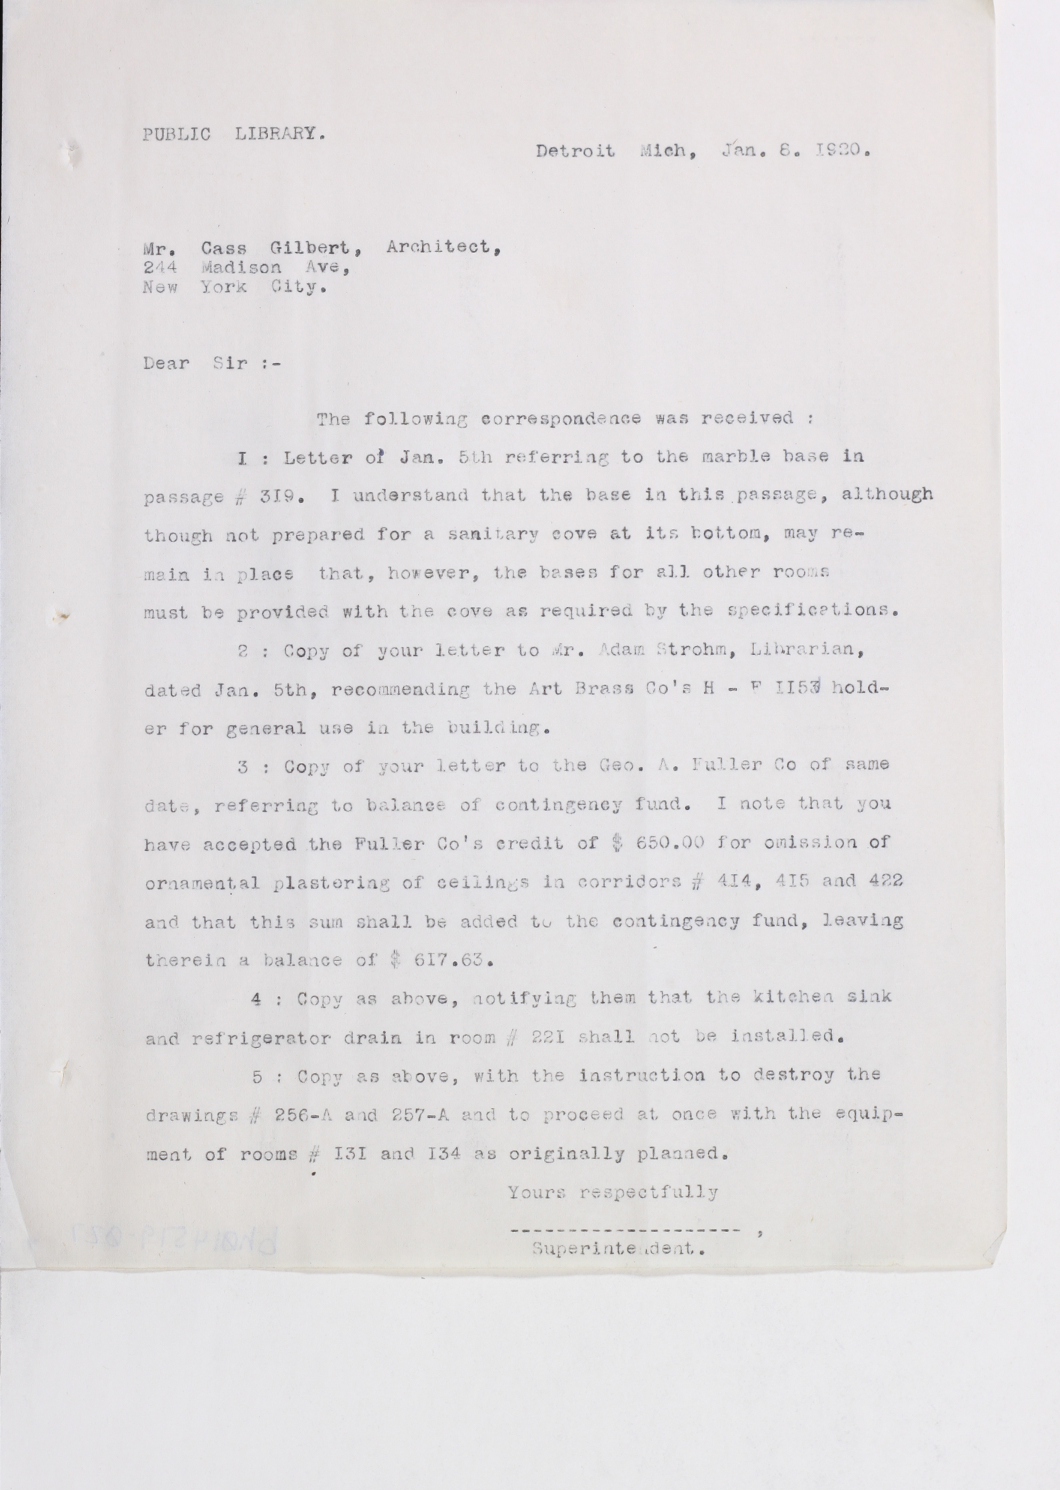 PUBLIC LIBRARY.
Detroit Mich, Jan. 8. I920.
Mr. Cass Gilbert, Architect,
244 Madison Ave,
New York City.
Dear Sir :-
The following correspondence was received :
I : Letter of Jan. 5th referring to the marble base in
passage # 3I9. I understand that the base in this passage, although
though not prepared for a sanitary cove at its bottom, may re-
main in place that, however, the bases for all other rooms
must be provided with the cove as required by the specifications.
2 : Copy of your letter to Mr. Adam Strohm, Librarian,
dated Jan. 5th, recommending the Art Brass Co's H - F II53 hold-
er for general use in the building.
3 : Copy of your letter to the Geo. A. Fuller Co of same
date, referring to balance of contingency fund. I note that you
have accepted the Fuller Co's credit of $ 650.00 for omission of
ornamental plastering of ceilings in corridors # 4I4, 4I5 and 422
and that this sum shall be added to the contingency fund, leaving
therein a balance of $ 6I7.63.
4 : Copy as above, notifying them that the kitchen sink
and refrigerator drain in room # 22I shall not be installed.
5 : Copy as above, with the instruction to destroy the
drawings # 256-A and 257-A and to proceed at once with the equip-
ment of rooms # I3I and I34 as originally planned.
Yours respectfully
-------------------- ,
Superintendent.